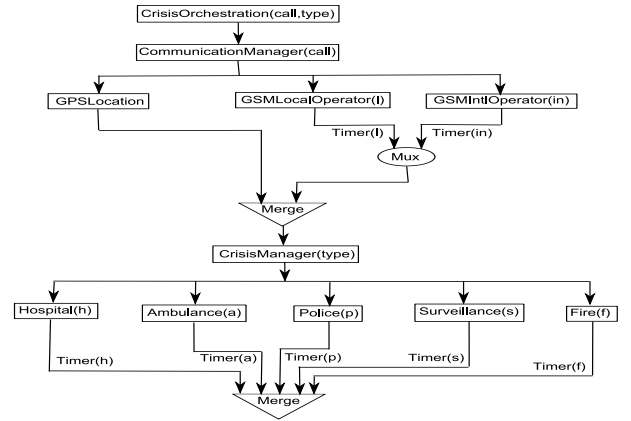 CrisisOrchestration(call,type)
CommunicationManager(call)
GPSLocation
GSMLocalOperator(l)
GSMIntlOperator(in)
Timer(l)
Timer(in)
Mux
Merge
CrisisManager(type)
Hospital(h)
Ambulance(a)
Police(p)
Surveillance(s)
Fire(f)
Timer(h)
Timer(a)
Timer(p)
Timer(s)
Timer(f)
Merge